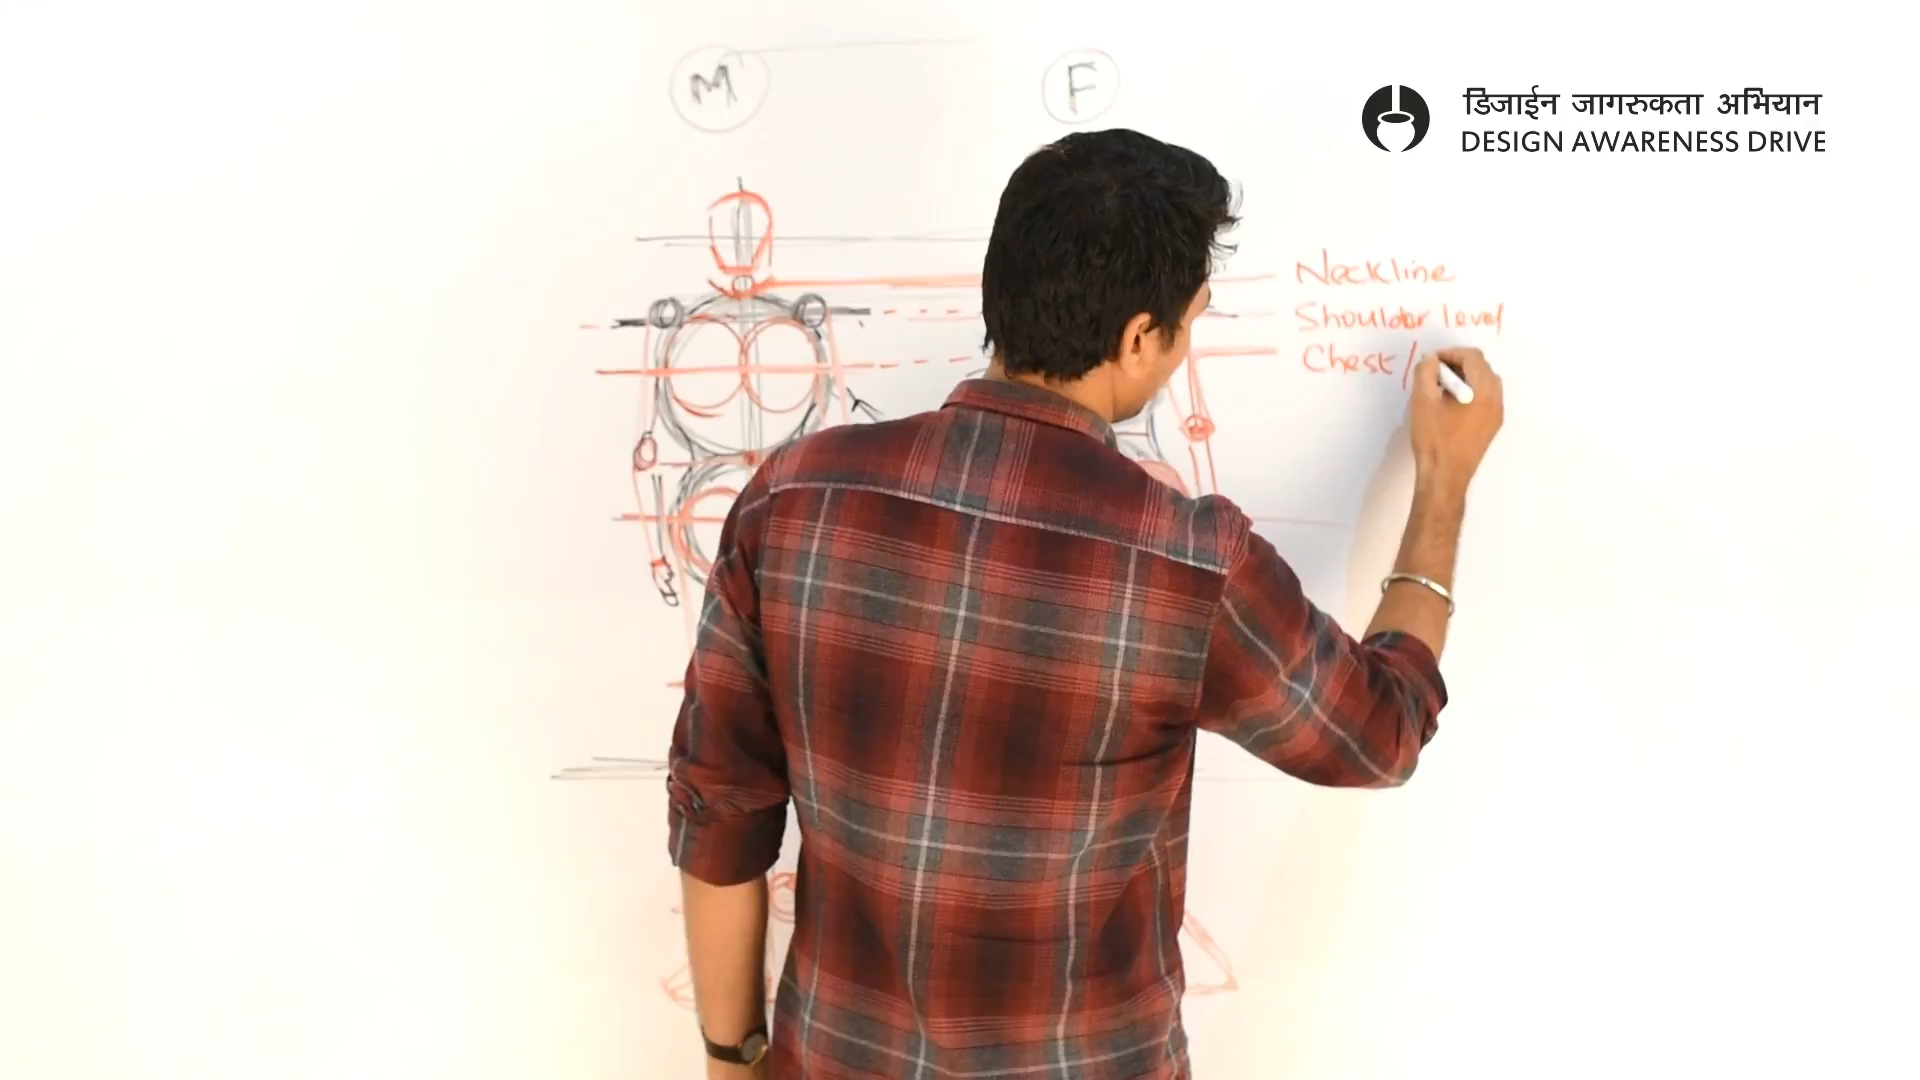 M
F
डिजाईन जागरुकता अभियान
DESIGN AWARENESS DRIVE
Neckline
Shoulder level
Chest/